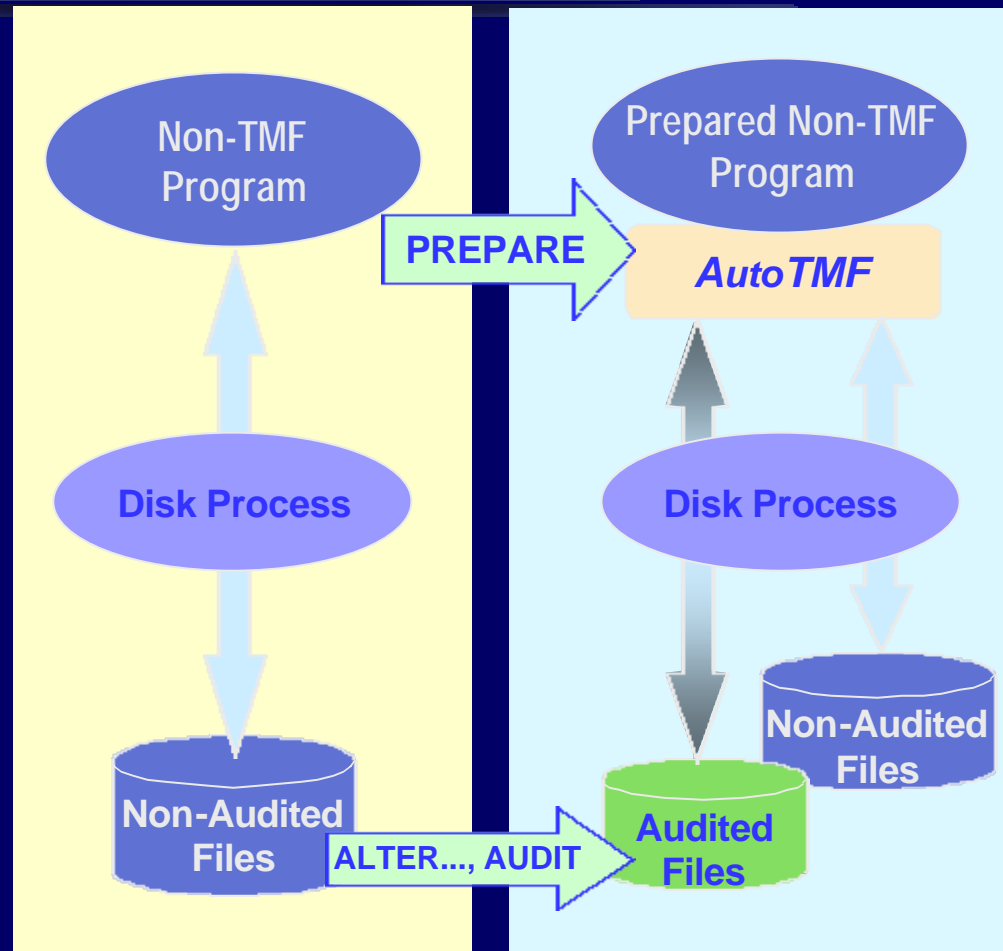 Non-TMF
Program
PREPARE
Prepared Non-TMF
Program
AutoTMF
Disk Process
Disk Process
Non-Audited
Files
ALTER..., AUDIT
Audited
Files
Non-Audited
Files